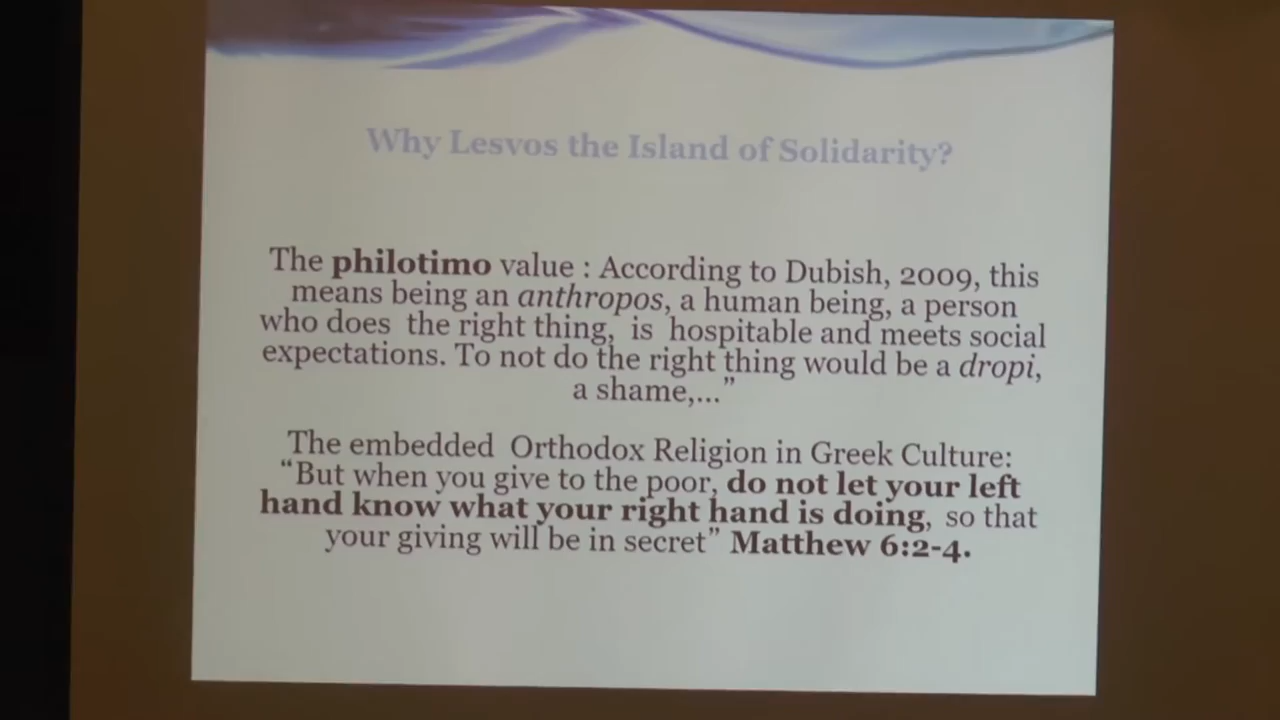 Why Lesvos the Island of Solidarity?
The philotimo value : According to Dubish, 2009, this
means being an anthropos, a human being, a person
who does the right thing, is hospitable and meets social
expectations. To not do the right thing would be a dropi,
a shame,...”
The embedded Orthodox Religion in Greek Culture:
“But when you give to the poor, do not let your left
hand know what your right hand is doing, so that
your giving will be in secret” Matthew 6:2-4.